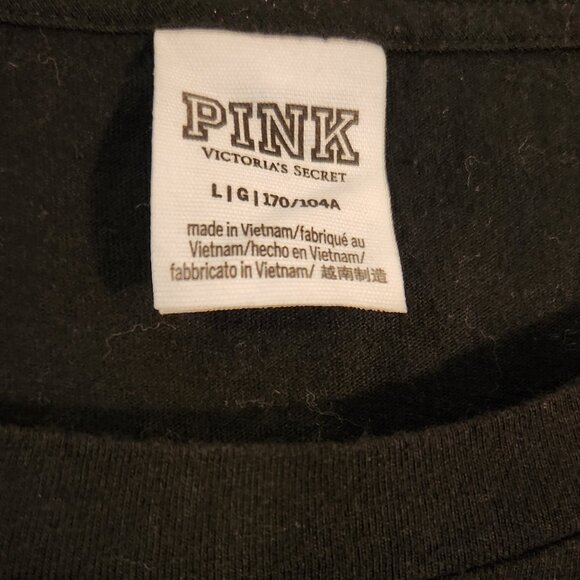 PINK
VICTORIA'S SECRET
L|G|170/104A
made in Vietnam/fabriqué au
Vietnam/hecho en Vietnam/
fabbricato in Vietnam/ 越南制造